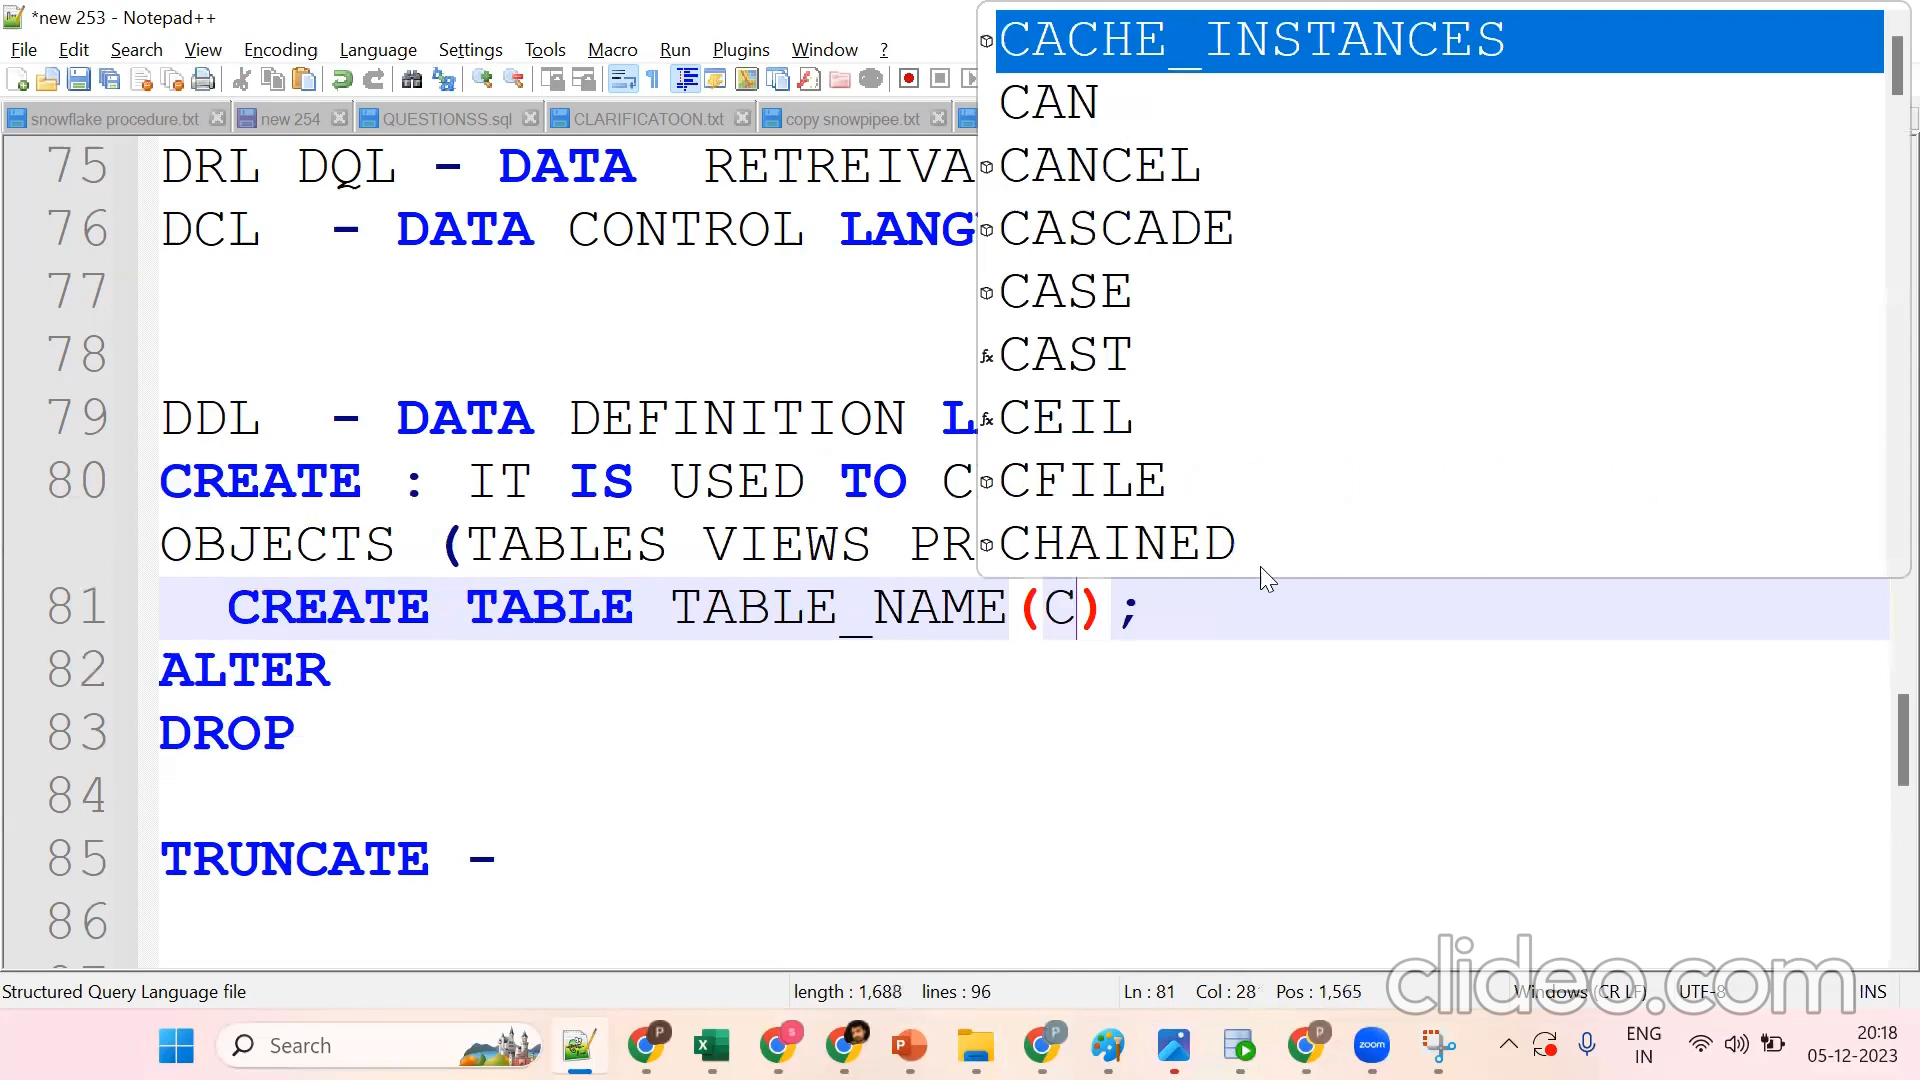 *new 253 - Notepad++
File Edit Search View Encoding Language Settings Tools Macro Run Plugins Window ?
snowflake procedure.txt new 254 QUESTIONSS.sql CLARIFICATOON.txt copy snowpipee.txt
CACHE_INSTANCES
CAN
CANCEL
CASCADE
CASE
CAST
CEIL
CFILE
CHAINED
75 DRL DQL - DATA RETREIVA
76 DCL - DATA CONTROL LANG
77
78
79 DDL - DATA DEFINITION L
80 CREATE : IT IS USED TO C
OBJECTS (TABLES VIEWS PR
81 CREATE TABLE TABLE_NAME(C);
82 ALTER
83 DROP
84
85 TRUNCATE -
86
clideo.com
Structured Query Language file length : 1,688 lines : 96 Ln : 81 Col : 28 Pos : 1,565 Windows (CR LF) UTF-8 INS
Search
zoom
ENG
IN
20:18
05-12-2023